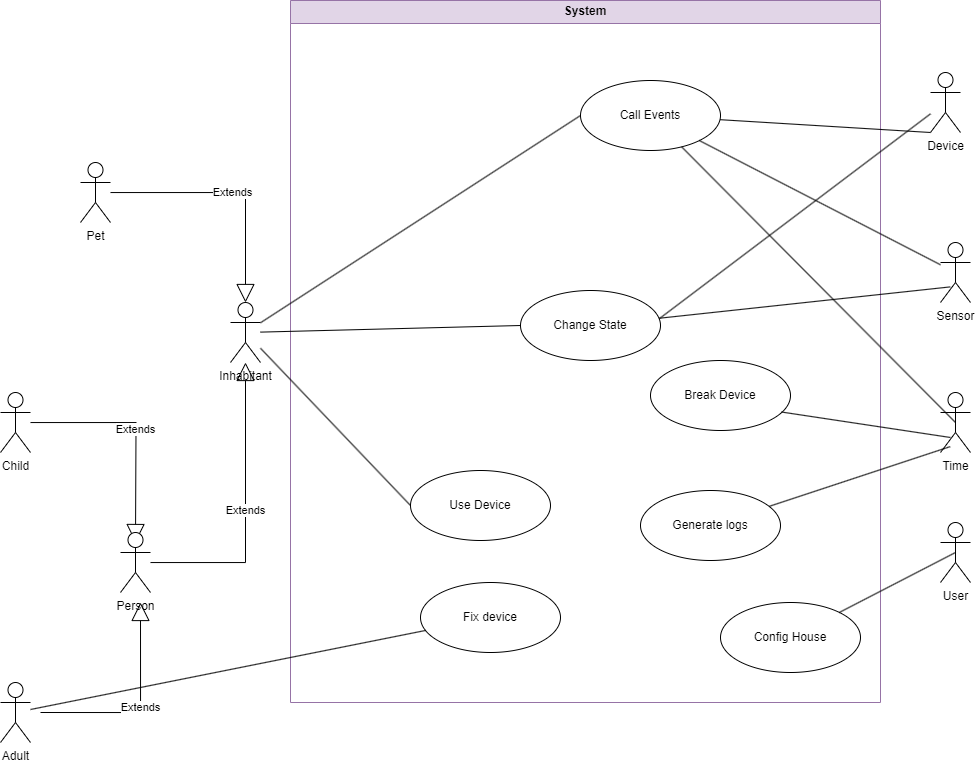 System
Call Events
Device
Extends
Pet
Sensor
Change State
Inhabitant
Break Device
Extends
Child
Time
Use Device
Extends
Generate logs
User
Person
Fix device
Config House
Extends
Adult